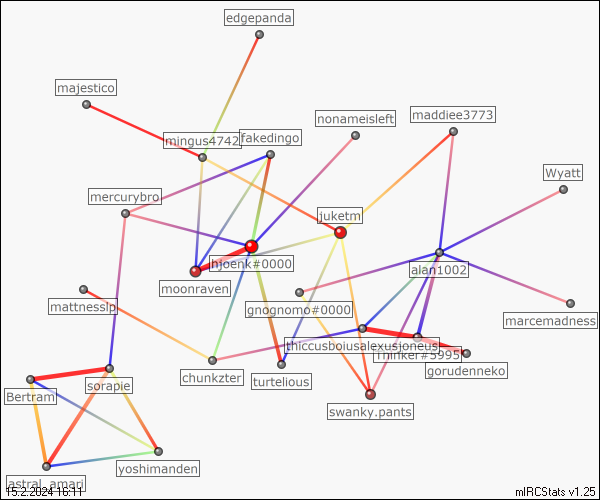 edgepanda
majestico
nonameisleft
maddiee3773
mingus4742
fakedingo
Wyatt
mercurybro
juketm
hjoenk#0000
alan1002
moonraven
mattnesslp
gnognomo#0000
marcemadness
thiccusboiusalexusjoneus
Thinker#5995
gorudenneko
chunkzter
turtelious
sorapie
Bertram
swanky.pants
yoshimanden
astral_amari
15.2.2024 16:11
mIRCStats v1.25